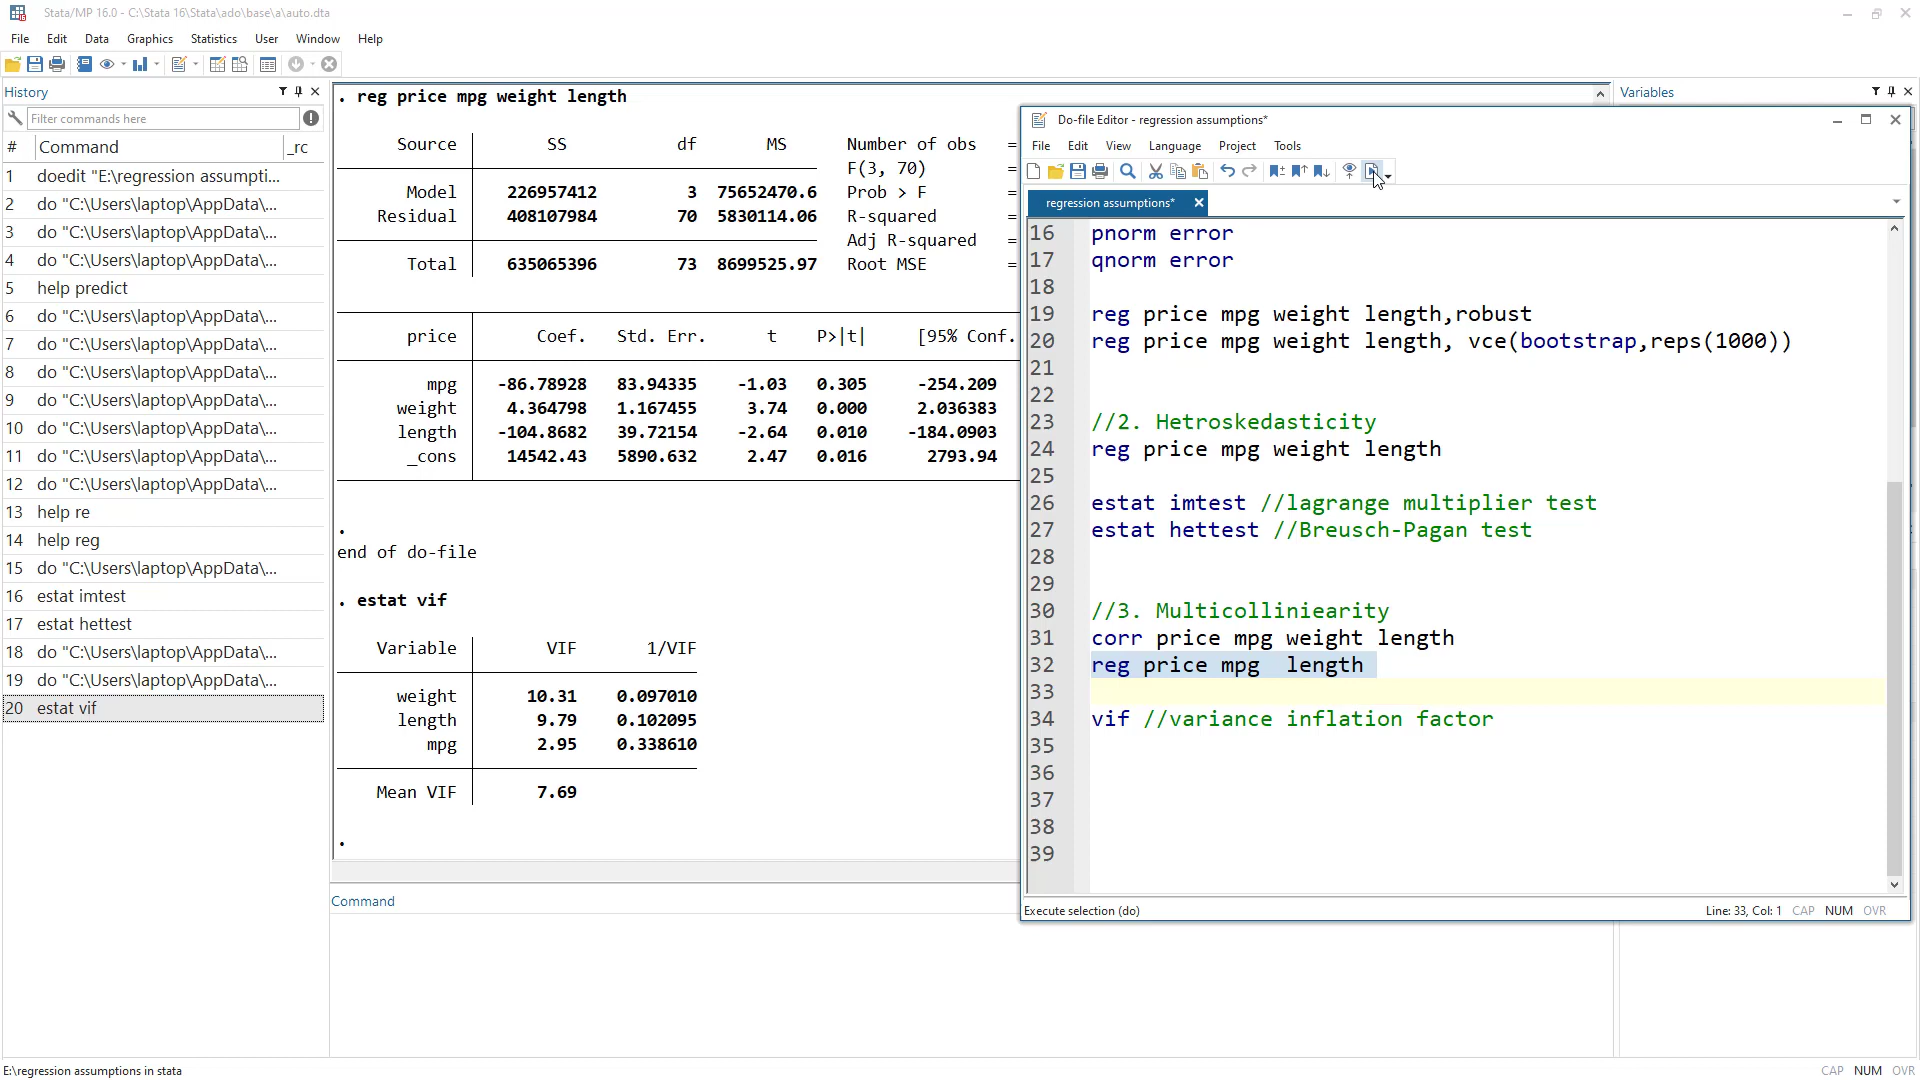 Stata/MP 16.0 - C:\Stata 16\Stata\ado\base\a\auto.dta
File Edit Data Graphics Statistics User Window Help
History
Filter commands here
# Command _rc
1 doedit "E:\regression assumpti...
2 do "C:\Users\laptop\AppData\...
3 do "C:\Users\laptop\AppData\...
4 do "C:\Users\laptop\AppData\...
5 help predict
6 do "C:\Users\laptop\AppData\...
7 do "C:\Users\laptop\AppData\...
8 do "C:\Users\laptop\AppData\...
9 do "C:\Users\laptop\AppData\...
10 do "C:\Users\laptop\AppData\...
11 do "C:\Users\laptop\AppData\...
12 do "C:\Users\laptop\AppData\...
13 help re
14 help reg
15 do "C:\Users\laptop\AppData\...
16 estat imtest
17 estat hettest
18 do "C:\Users\laptop\AppData\...
19 do "C:\Users\laptop\AppData\...
20 estat vif
. reg price mpg weight length
Source SS df MS Number of obs =
F(3, 70) =
Model 226957412 3 75652470.6 Prob > F =
Residual 408107984 70 5830114.06 R-squared =
Adj R-squared =
Total 635065396 73 8699525.97 Root MSE =
price Coef. Std. Err. t P>|t| [95% Conf.
mpg -86.78928 83.94335 -1.03 0.305 -254.209
weight 4.364798 1.167455 3.74 0.000 2.036383
length -104.8682 39.72154 -2.64 0.010 -184.0903
_cons 14542.43 5890.632 2.47 0.016 2793.94
.
end of do-file
. estat vif
Variable VIF 1/VIF
weight 10.31 0.097010
length 9.79 0.102095
mpg 2.95 0.338610
Mean VIF 7.69
.
Command
Variables
Do-file Editor - regression assumptions*
File Edit View Language Project Tools
regression assumptions*
16 pnorm error
17 qnorm error
18
19 reg price mpg weight length,robust
20 reg price mpg weight length, vce(bootstrap,reps(1000))
21
22
23 //2. Hetroskedasticity
24 reg price mpg weight length
25
26 estat imtest //lagrange multiplier test
27 estat hettest //Breusch-Pagan test
28
29
30 //3. Multicolliniearity
31 corr price mpg weight length
32 reg price mpg  length
33
34 vif //variance inflation factor
35
36
37
38
39
Execute selection (do) Line: 33, Col: 1 CAP NUM OVR
E:\regression assumptions in stata CAP NUM OVR